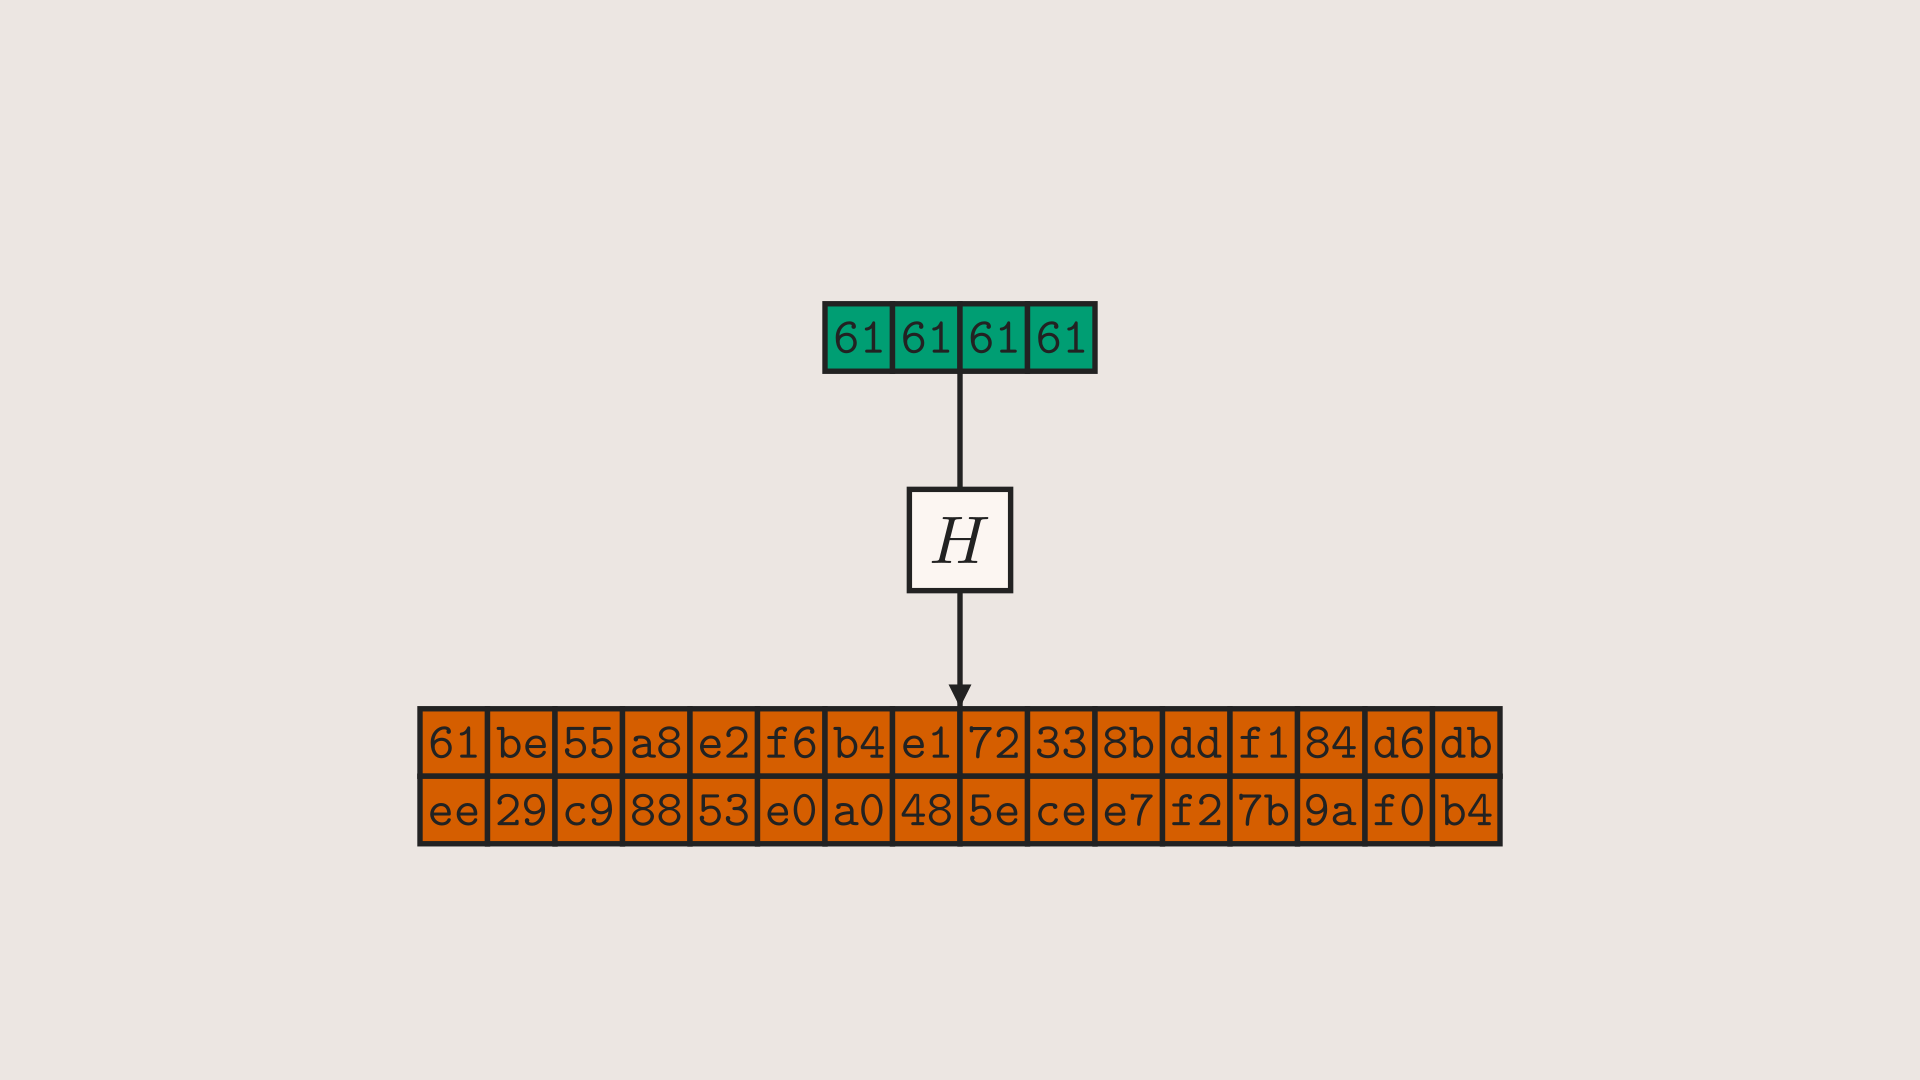 61 61 61 61
H
61 be 55 a8 e2 f6 b4 e1 72 33 8b dd f1 84 d6 db
ee 29 c9 88 53 e0 a0 48 5e ce e7 f2 7b 9a f0 b4